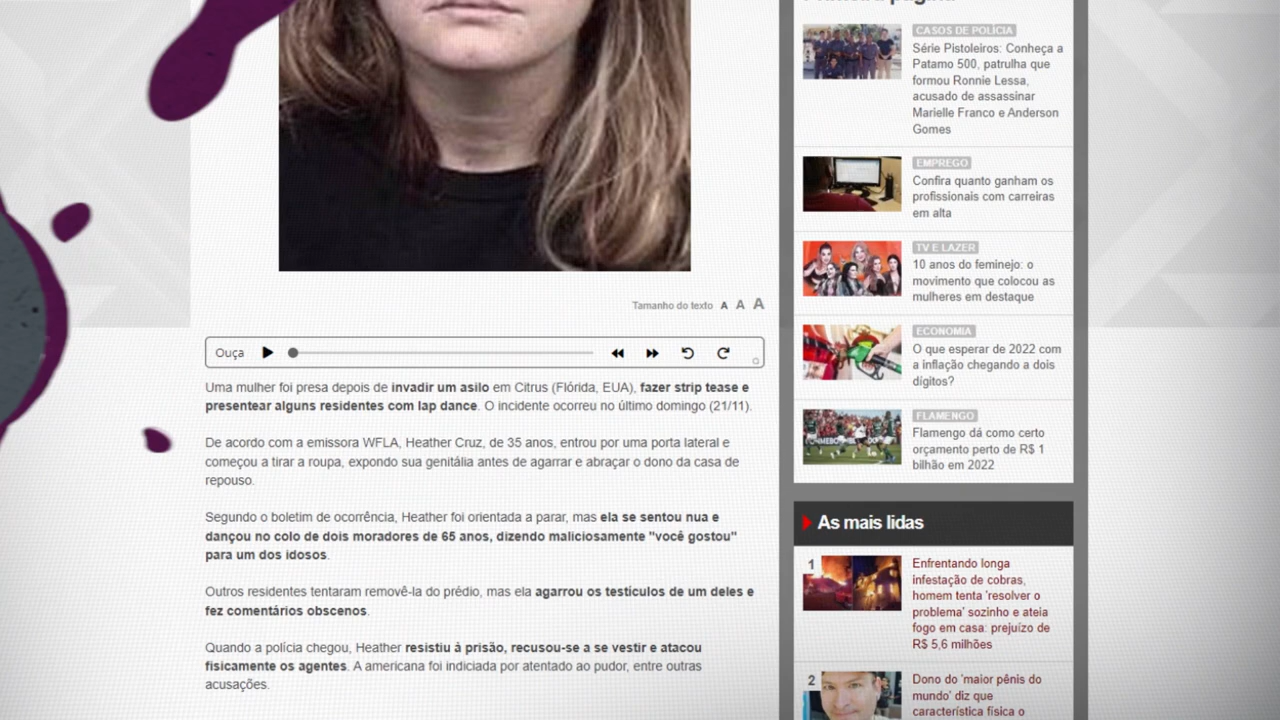 Tamanho do texto A A A
Ouça
Uma mulher foi presa depois de invadir um asilo em Citrus (Flórida, EUA), fazer strip tease e
presentear alguns residentes com lap dance. O incidente ocorreu no último domingo (21/11).
De acordo com a emissora WFLA, Heather Cruz, de 35 anos, entrou por uma porta lateral e
começou a tirar a roupa, expondo sua genitália antes de agarrar e abraçar o dono da casa de
repouso.
Segundo o boletim de ocorrência, Heather foi orientada a parar, mas ela se sentou nua e
dançou no colo de dois moradores de 65 anos, dizendo maliciosamente "você gostou"
para um dos idosos.
Outros residentes tentaram removê-la do prédio, mas ela agarrou os testículos de um deles e
fez comentários obscenos.
Quando a polícia chegou, Heather resistiu à prisão, recusou-se a se vestir e atacou
fisicamente os agentes. A americana foi indiciada por atentado ao pudor, entre outras
acusações.
CASOS DE POLÍCIA
Série Pistoleiros: Conheça a
Patamo 500, patrulha que
formou Ronnie Lessa,
acusado de assassinar
Marielle Franco e Anderson
Gomes
EMPREGO
Confira quanto ganham os
profissionais com carreiras
em alta
TV E LAZER
10 anos do feminejo: o
movimento que colocou as
mulheres em destaque
ECONOMIA
O que esperar de 2022 com
a inflação chegando a dois
dígitos?
FLAMENGO
Flamengo dá como certo
orçamento perto de R$ 1
bilhão em 2022
As mais lidas
1
Enfrentando longa
infestação de cobras,
homem tenta 'resolver o
problema' sozinho e ateia
fogo em casa: prejuízo de
R$ 5,6 milhões
2
Dono do 'maior pênis do
mundo' diz que
característica física o